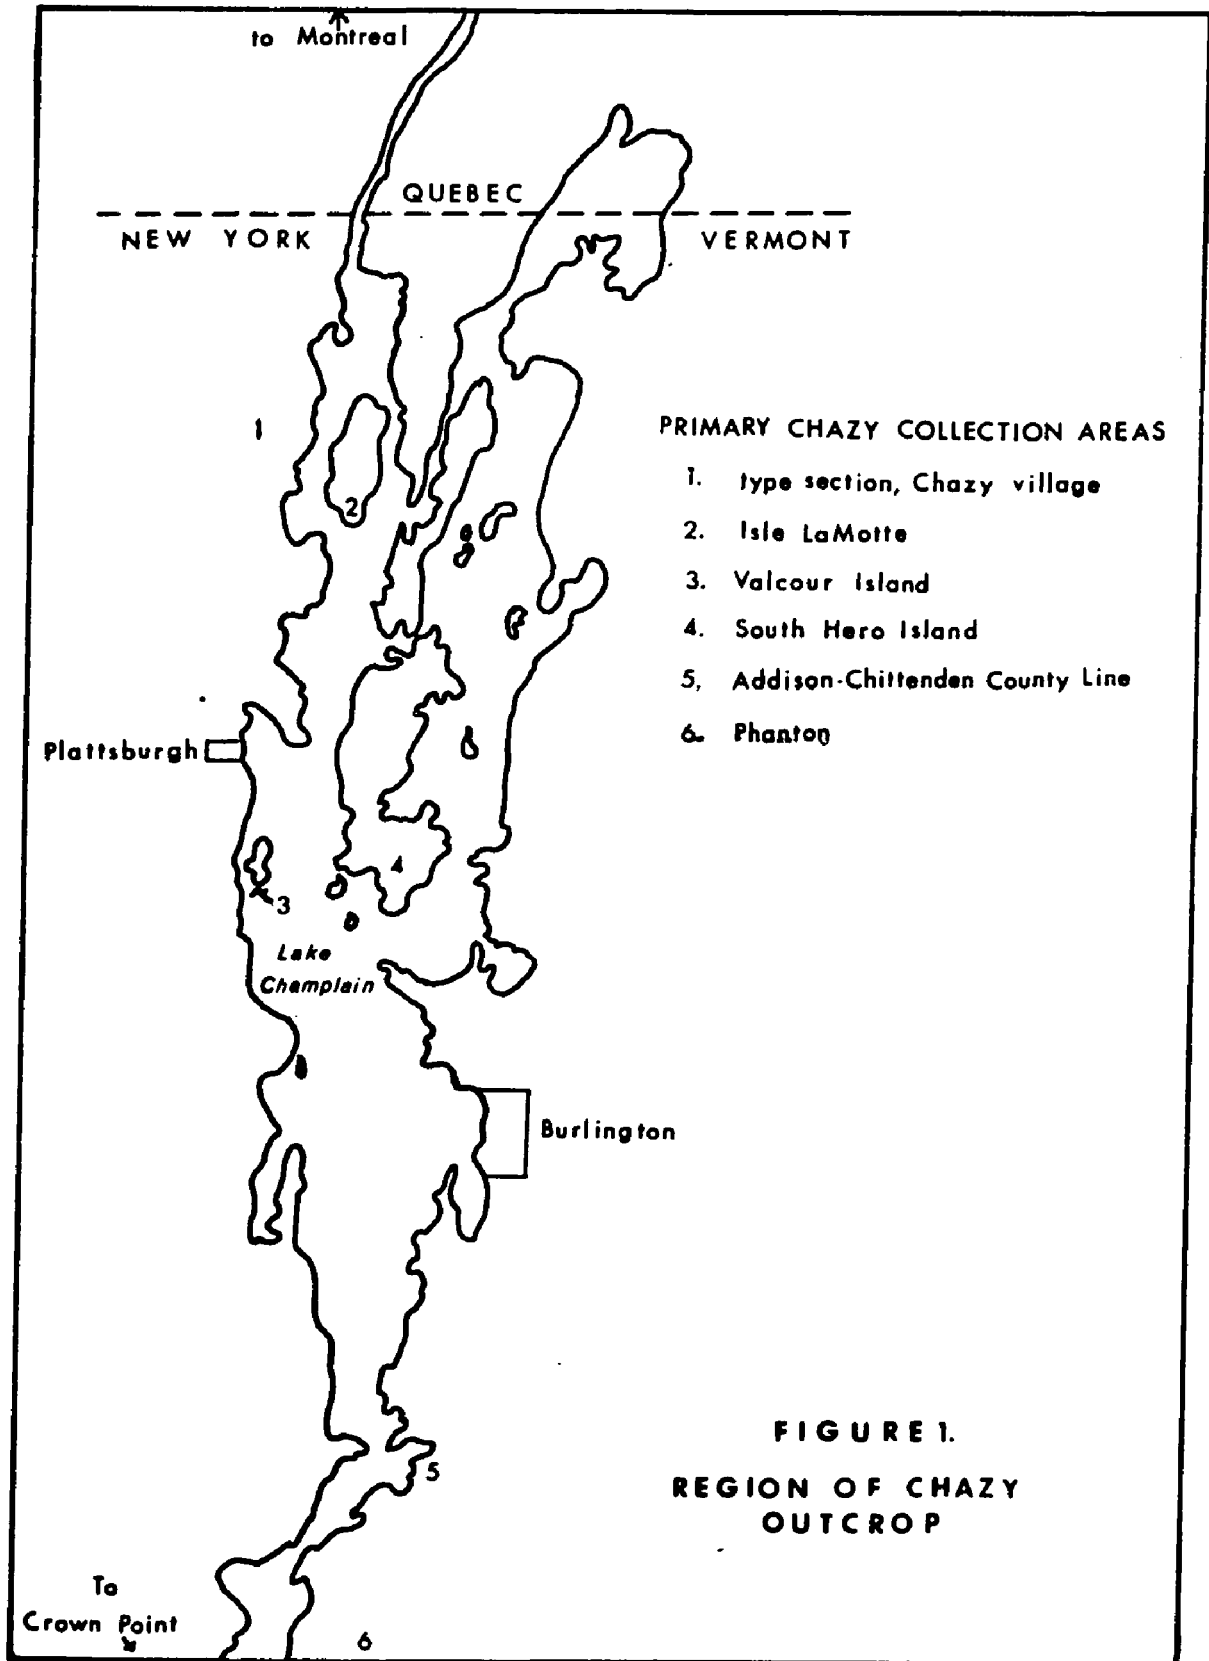 to Montreal
QUEBEC
NEW YORK
VERMONT
1
2
PRIMARY CHAZY COLLECTION AREAS
1. type section, Chazy village
2. Isle LaMotte
3. Valcour Island
4. South Hero Island
5, Addison-Chittenden County Line
6. Phanton
Plattsburgh
4
3
Lake
Champlain
Burlington
5
FIGURE 1.
REGION OF CHAZY
OUTCROP
To
Crown Point
6